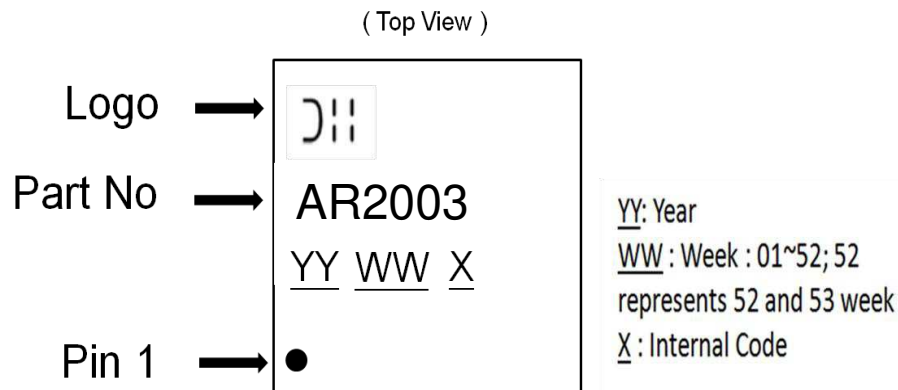 ( Top View )
Logo
Part No
AR2003
YY WW X
Pin 1
YY: Year
WW : Week : 01~52; 52
represents 52 and 53 week
X : Internal Code